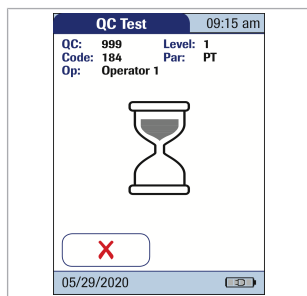 QC Test 09:15 am
QC: 999 Level: 1
Code: 184 Par: PT
Op: Operator 1
05/29/2020